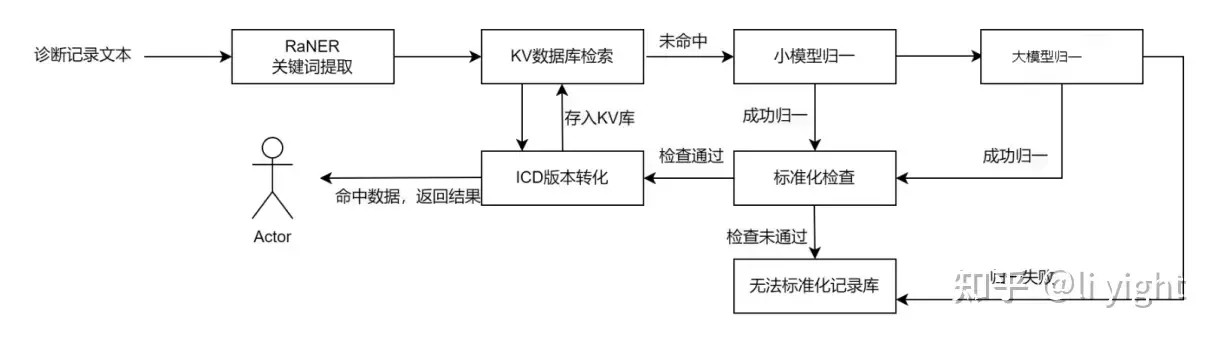 诊断记录文本
RaNER
关键词提取
KV数据库检索
未命中
小模型归一
大模型归一
存入KV库
成功归一
成功归一
检查通过
ICD版本转化
标准化检查
命中数据，返回结果
Actor
检查未通过
无法标准化记录库
归一失败
知乎 @li yight